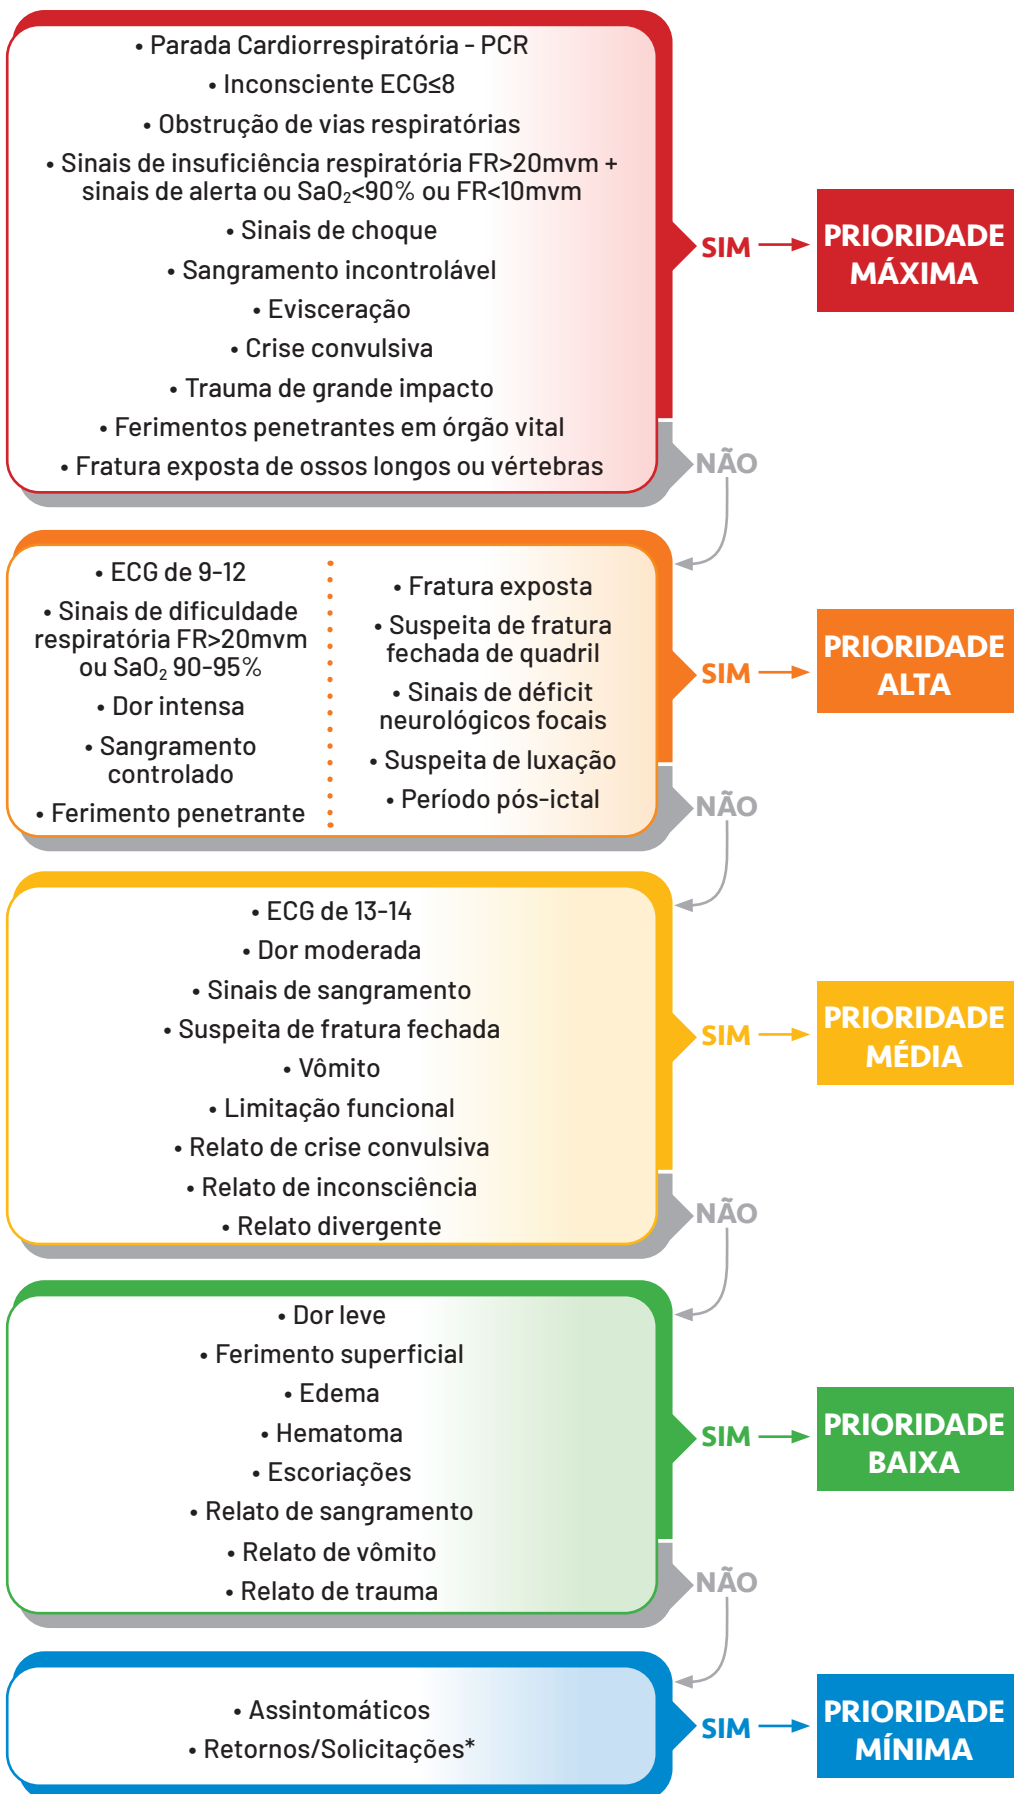 • Parada Cardiorrespiratória - PCR
• Inconsciente ECG≤8
• Obstrução de vias respiratórias
• Sinais de insuficiência respiratória FR>20mvm +
sinais de alerta ou SaO₂<90% ou FR<10mvm
• Sinais de choque
• Sangramento incontrolável
• Evisceração
• Crise convulsiva
• Trauma de grande impacto
• Ferimentos penetrantes em órgão vital
• Fratura exposta de ossos longos ou vértebras
SIM
PRIORIDADE
MÁXIMA
NÃO
• ECG de 9-12
• Sinais de dificuldade
respiratória FR>20mvm
ou SaO₂ 90-95%
• Dor intensa
• Sangramento
controlado
• Ferimento penetrante
• Fratura exposta
• Suspeita de fratura
fechada de quadril
• Sinais de déficit
neurológicos focais
• Suspeita de luxação
• Período pós-ictal
SIM
PRIORIDADE
ALTA
NÃO
• ECG de 13-14
• Dor moderada
• Sinais de sangramento
• Suspeita de fratura fechada
• Vômito
• Limitação funcional
• Relato de crise convulsiva
• Relato de inconsciência
• Relato divergente
SIM
PRIORIDADE
MÉDIA
NÃO
• Dor leve
• Ferimento superficial
• Edema
• Hematoma
• Escoriações
• Relato de sangramento
• Relato de vômito
• Relato de trauma
SIM
PRIORIDADE
BAIXA
NÃO
• Assintomáticos
• Retornos/Solicitações*
SIM
PRIORIDADE
MÍNIMA